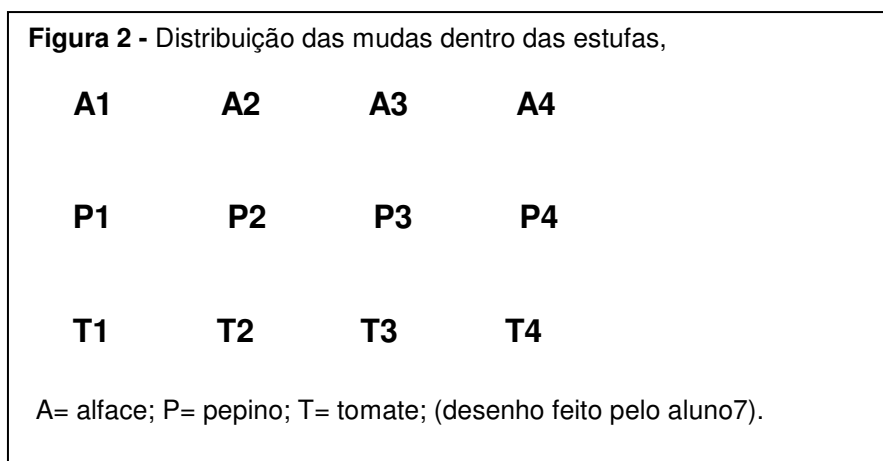 Figura 2 - Distribuição das mudas dentro das estufas,
A1 A2 A3 A4
P1 P2 P3 P4
T1 T2 T3 T4
A= alface; P= pepino; T= tomate; (desenho feito pelo aluno7).